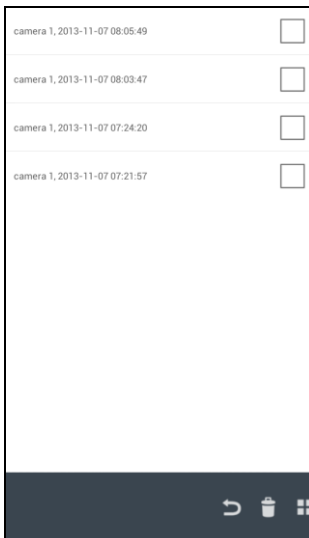 camera 1, 2013-11-07 08:05:49
camera 1, 2013-11-07 08:03:47
camera 1, 2013-11-07 07:24:20
camera 1, 2013-11-07 07:21:57